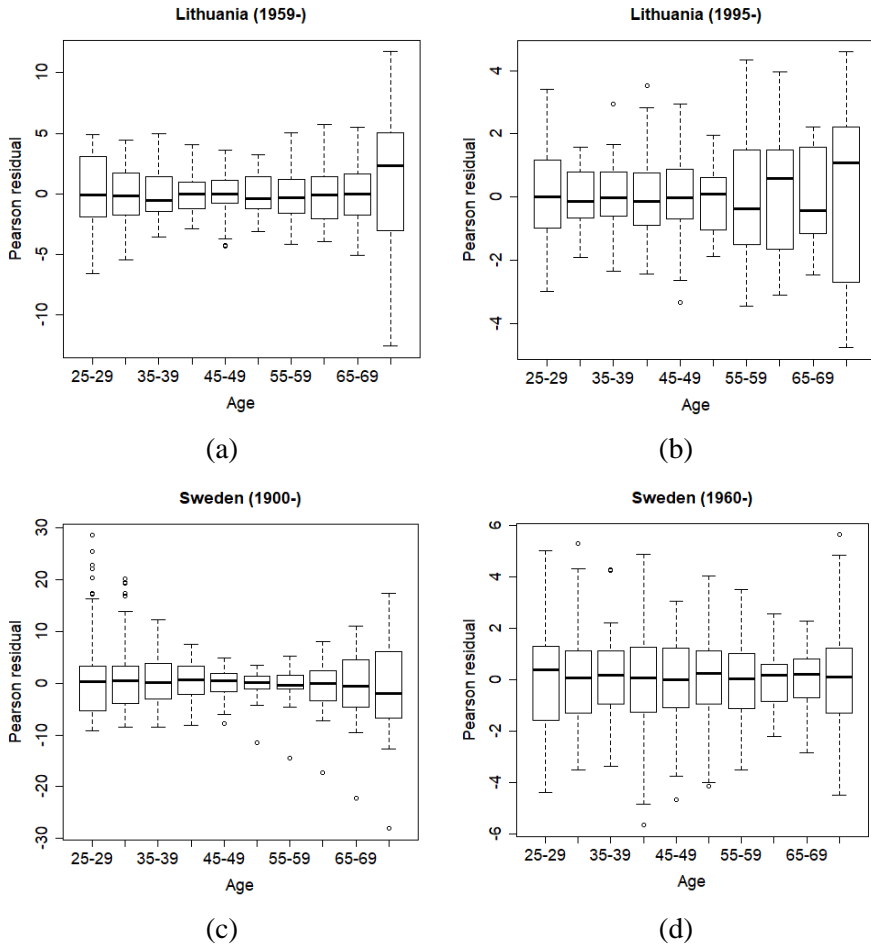 Lithuania (1959-)
Pearson residual
10
5
0
-5
-10
25-29 35-39 45-49 55-59 65-69
Age
(a)
Lithuania (1995-)
Pearson residual
4
2
0
-2
-4
25-29 35-39 45-49 55-59 65-69
Age
(b)
Sweden (1900-)
Pearson residual
30
20
10
0
-10
-20
-30
25-29 35-39 45-49 55-59 65-69
Age
(c)
Sweden (1960-)
Pearson residual
6
4
2
0
-2
-4
-6
25-29 35-39 45-49 55-59 65-69
Age
(d)